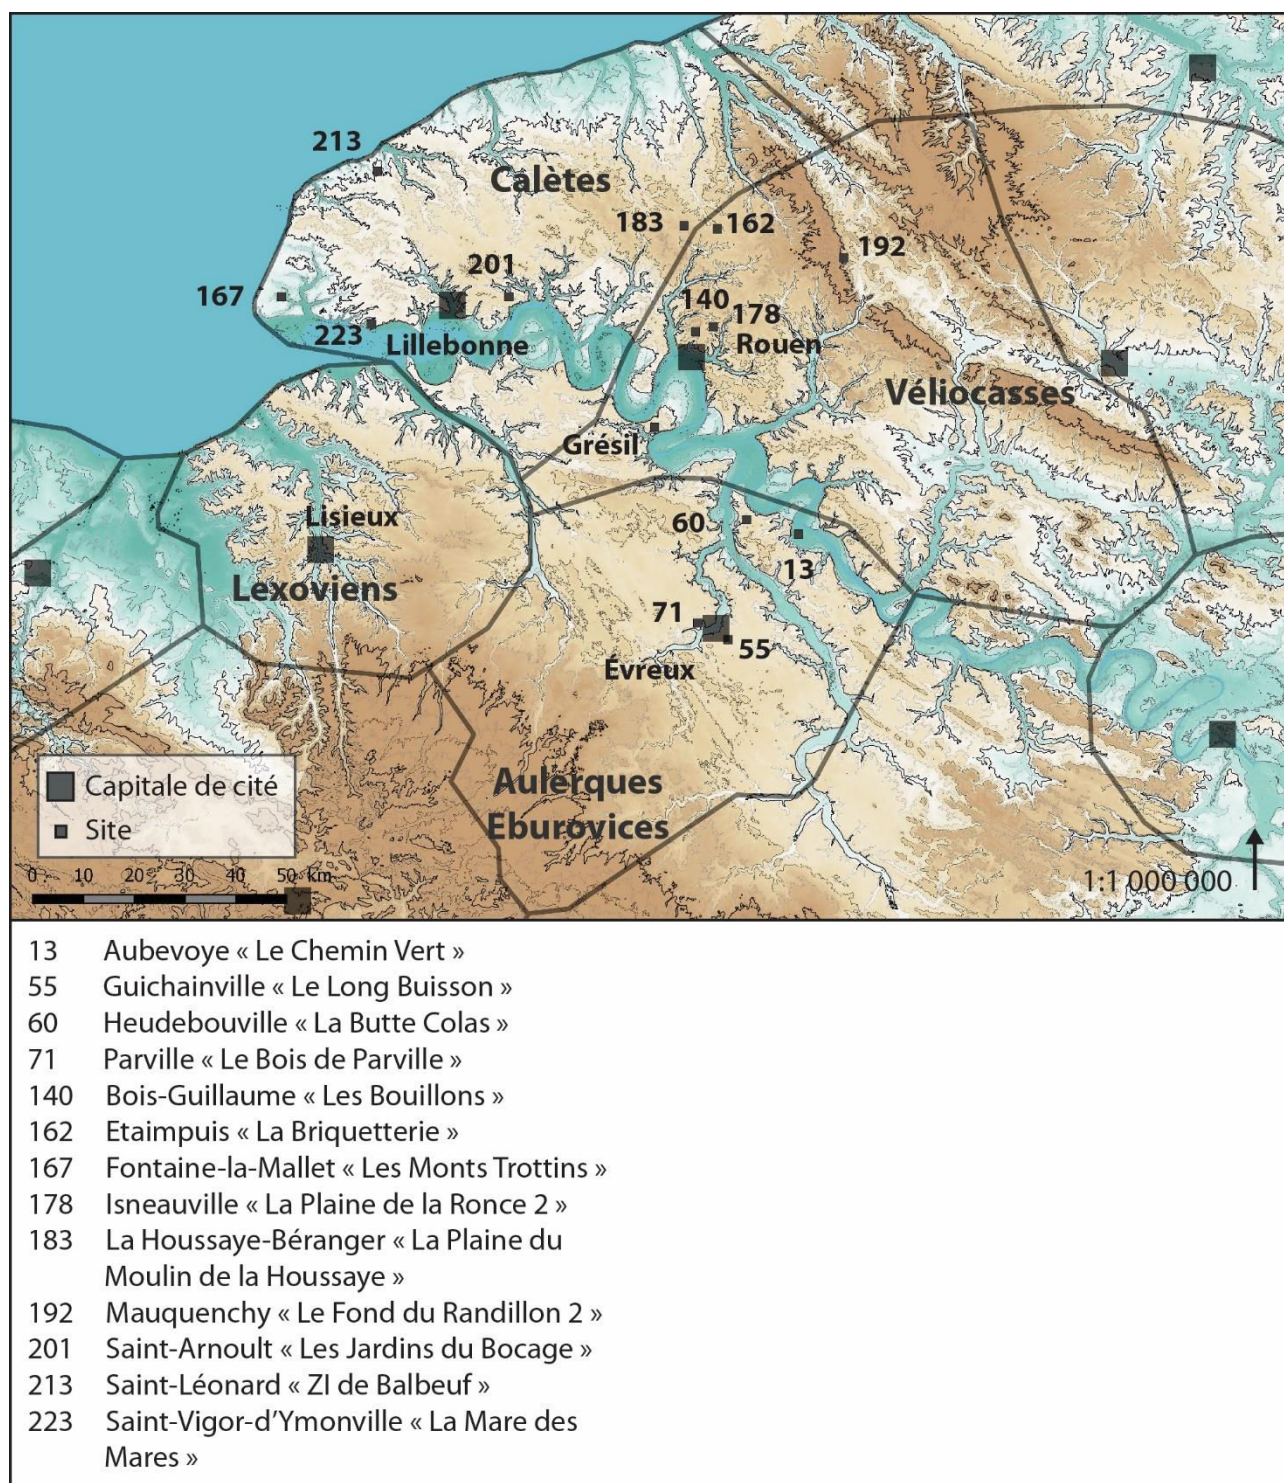 213
Calètes
183
162
192
201
167
140
178
223
Lillebonne
Rouen
Véliocasses
Grésil
Lisieux
60
13
Lexoviens
71
55
Évreux
Aulerques
Eburovices
Capitale de cité
Site
0 10 20 30 40 50 km
1:1 000 000
13 Aubevoye « Le Chemin Vert »
55 Guichainville « Le Long Buisson »
60 Heudebouville « La Butte Colas »
71 Parville « Le Bois de Parville »
140 Bois-Guillaume « Les Bouillons »
162 Etaimpuis « La Briquetterie »
167 Fontaine-la-Mallet « Les Monts Trottins »
178 Isneauville « La Plaine de la Ronce 2 »
183 La Houssaye-Béranger « La Plaine du
Moulin de la Houssaye »
192 Mauquenchy « Le Fond du Randillon 2 »
201 Saint-Arnoult « Les Jardins du Bocage »
213 Saint-Léonard « ZI de Balbeuf »
223 Saint-Vigor-d’Ymonville « La Mare des
Mares »